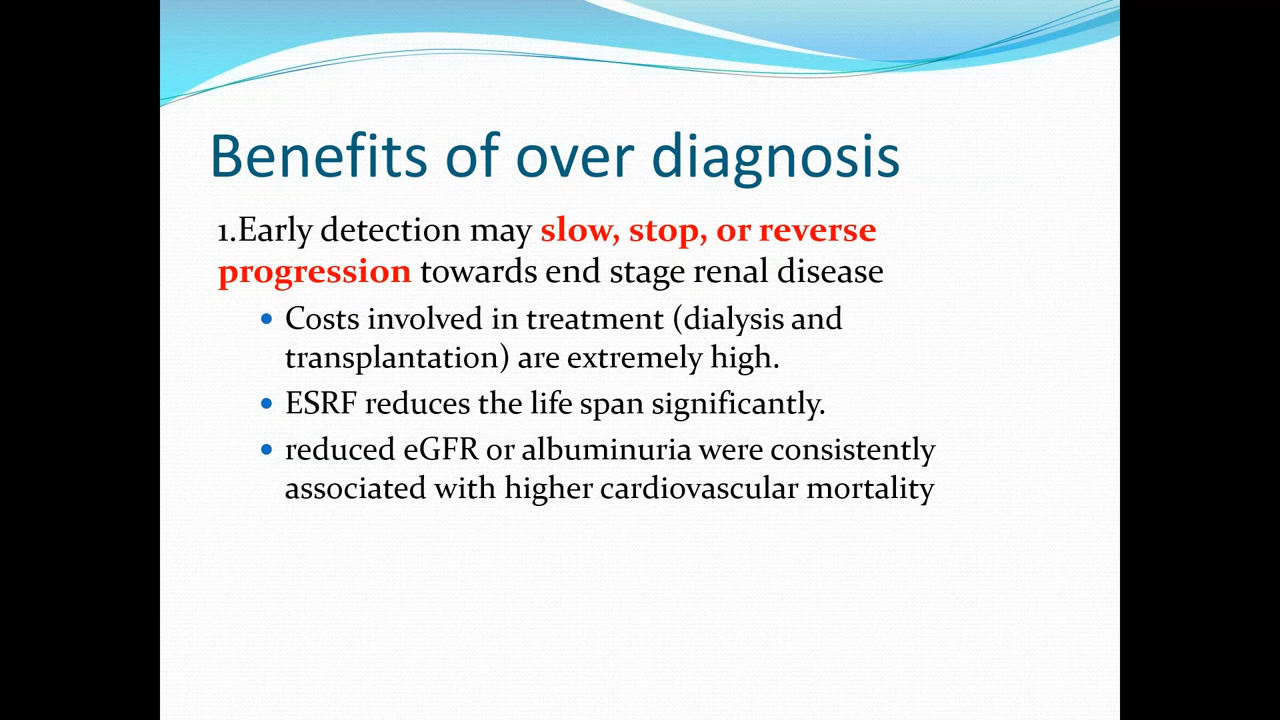 Benefits of over diagnosis
1.Early detection may slow, stop, or reverse
progression towards end stage renal disease
• Costs involved in treatment (dialysis and
transplantation) are extremely high.
• ESRF reduces the life span significantly.
• reduced eGFR or albuminuria were consistently
associated with higher cardiovascular mortality